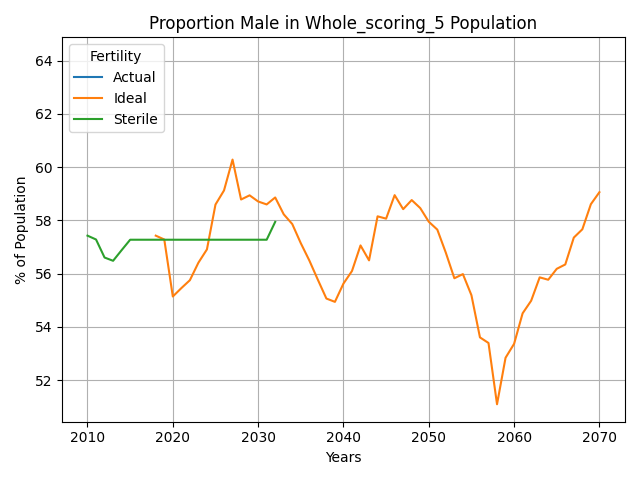 Proportion Male in Whole_scoring_5 Population
Fertility
Actual
Ideal
Sterile
% of Population
64
62
60
58
56
54
52
2010
2020
2030
2040
2050
2060
2070
Years